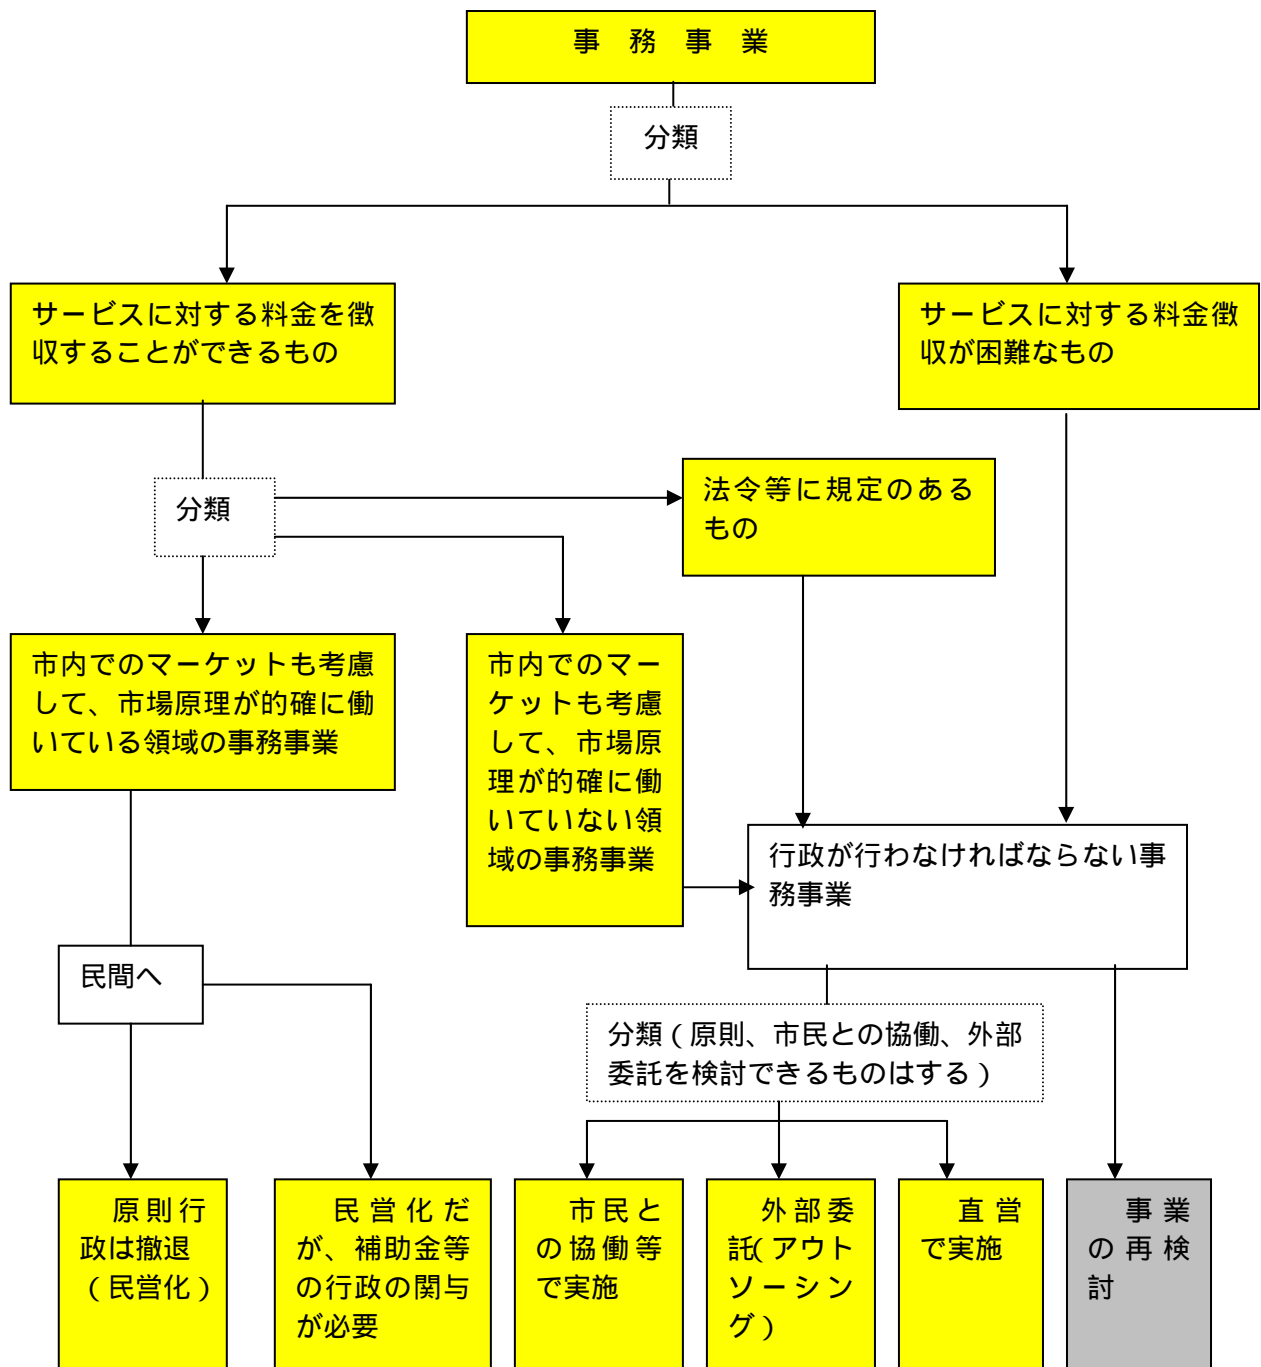 事　務　事　業
分類
サービスに対する料金を徴
収することができるもの
サービスに対する料金徴
収が困難なもの
分類
法令等に規定のある
もの
市内でのマーケットも考慮
して、市場原理が的確に働
いている領域の事務事業
市内でのマー
ケットも考慮
して、市場原
理が的確に働
いていない領
域の事務事業
行政が行わなければならない事
務事業
民間へ
分類（原則、市民との協働、外部
委託を検討できるものはする）
原則行
政は撤退
（民営化）
民営化だ
が、補助金等
の行政の関与
が必要
市民と
の協働等
で実施
外部委
託（アウト
ソーシン
グ）
直営
で実施
事業
の再検
討